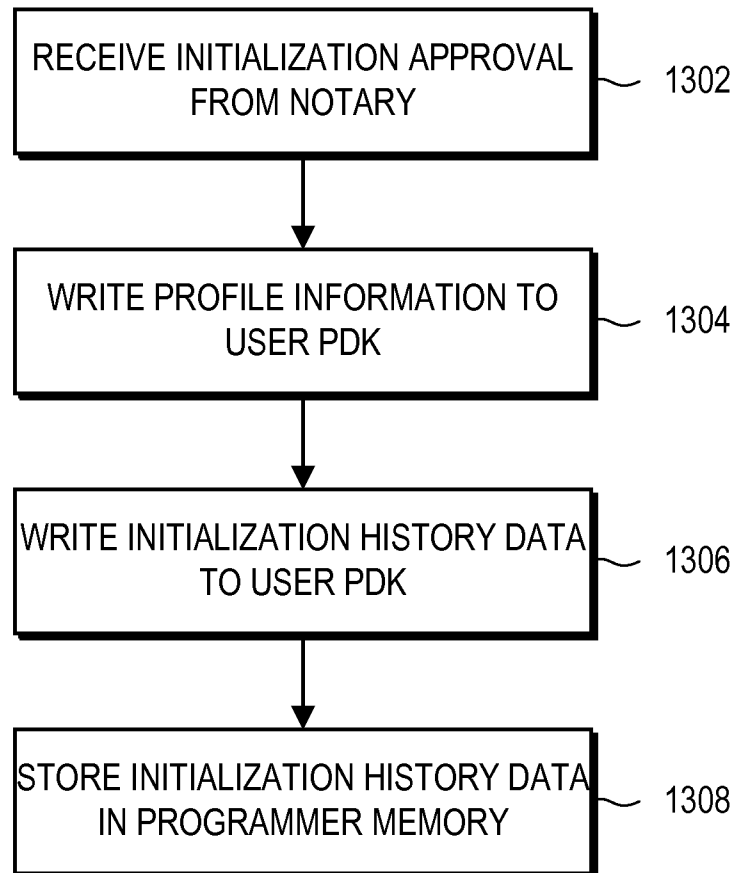 RECEIVE INITIALIZATION APPROVAL
FROM NOTARY
1302
WRITE PROFILE INFORMATION TO
USER PDK
1304
WRITE INITIALIZATION HISTORY DATA
TO USER PDK
1306
STORE INITIALIZATION HISTORY DATA
IN PROGRAMMER MEMORY
1308